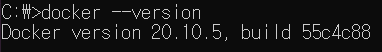 C:\>docker --version
Docker version 20.10.5, build 55c4c88